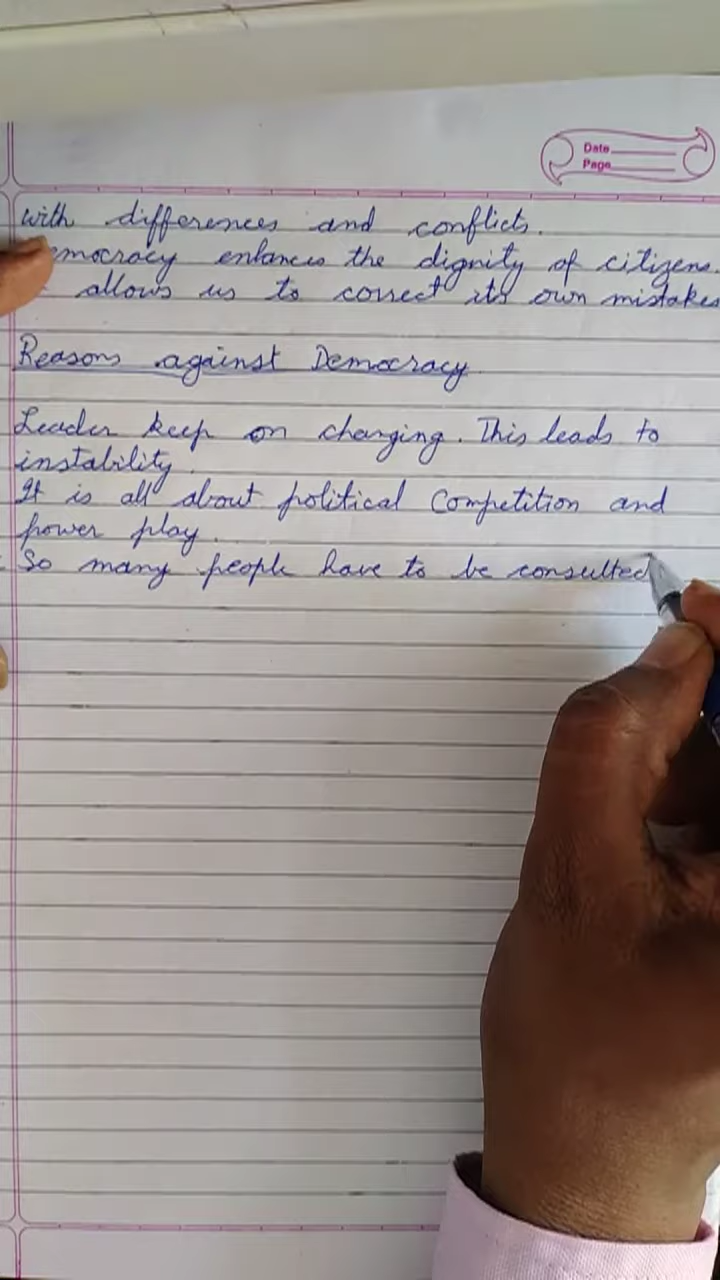 Date
Page
with differences and conflicts.
emocracy enhances the dignity of citizens.
allows us to correct its own mistakes
Reasons against Democracy
Leader keep on changing. This leads to
instability.
It is all about political Competition and
power play.
So many people have to be consulted